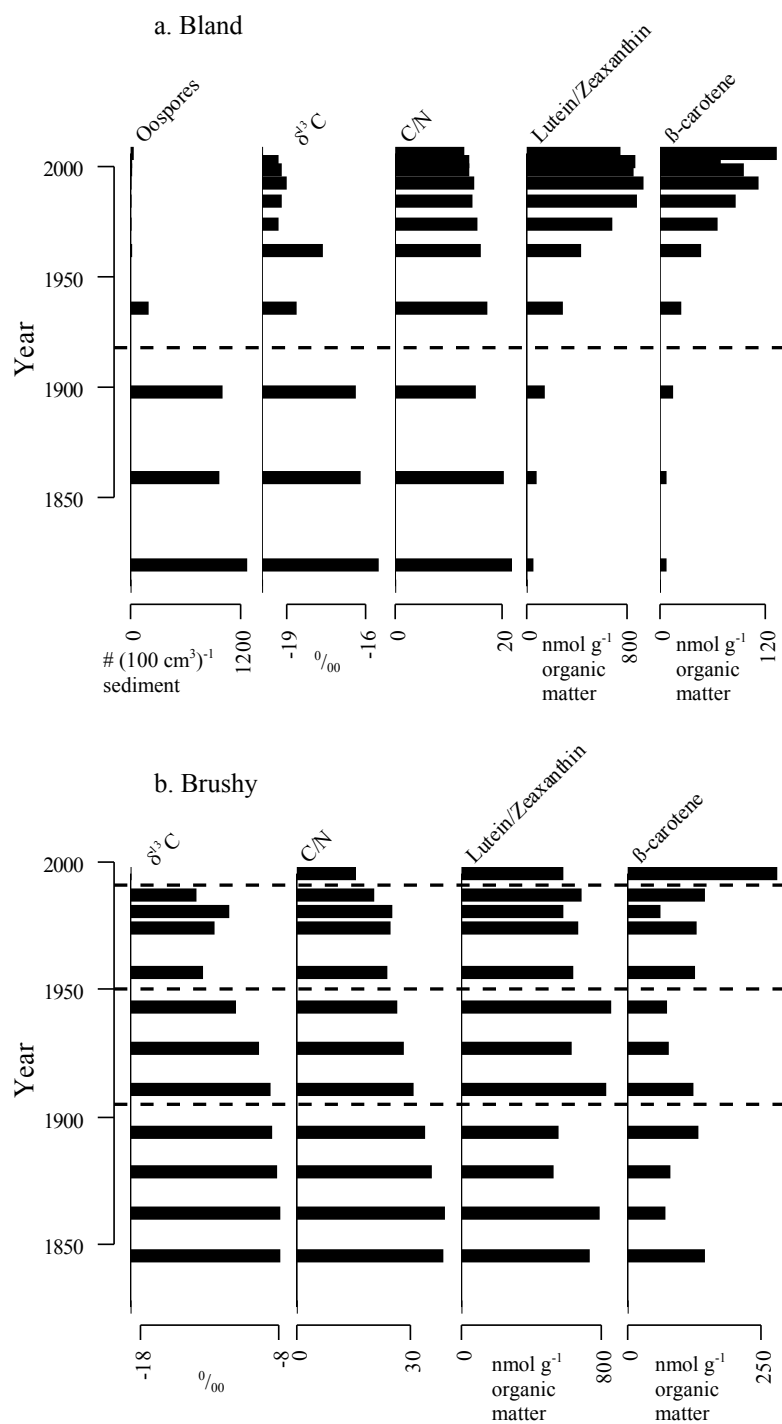 a. Bland
Oospores
δ¹³C
C/N
Lutein/Zeaxanthin
ß-carotene
Year
2000
1950
1900
1850
0 1200 -19 -16 0 20 0 800 0 120
# (100 cm³)⁻¹
sediment
⁰/₀₀
nmol g⁻¹
organic
matter
nmol g⁻¹
organic
matter
b. Brushy
δ¹³C
C/N
Lutein/Zeaxanthin
ß-carotene
Year
2000
1950
1900
1850
-18 -8 0 30 0 800 0 250
⁰/₀₀
nmol g⁻¹
organic
matter
nmol g⁻¹
organic
matter